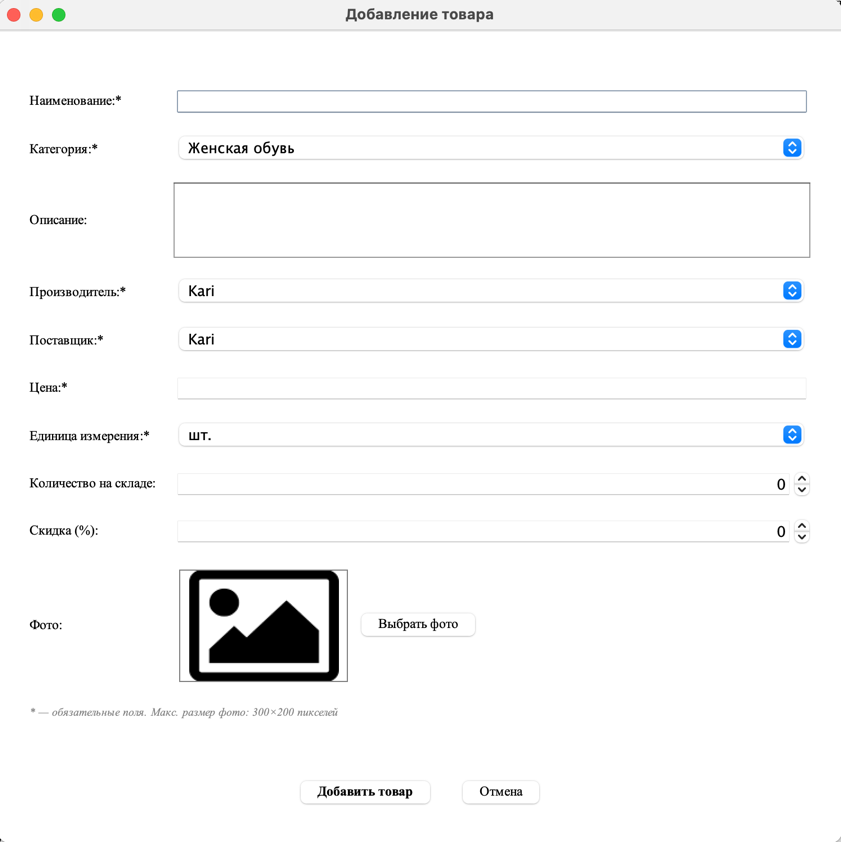 Добавление товара
Наименование:*
Категория:* Женская обувь
Описание:
Производитель:* Kari
Поставщик:* Kari
Цена:*
Единица измерения:* шт.
Количество на складе: 0
Скидка (%): 0
Фото: Выбрать фото
* — обязательные поля. Макс. размер фото: 300×200 пикселей
Добавить товар Отмена